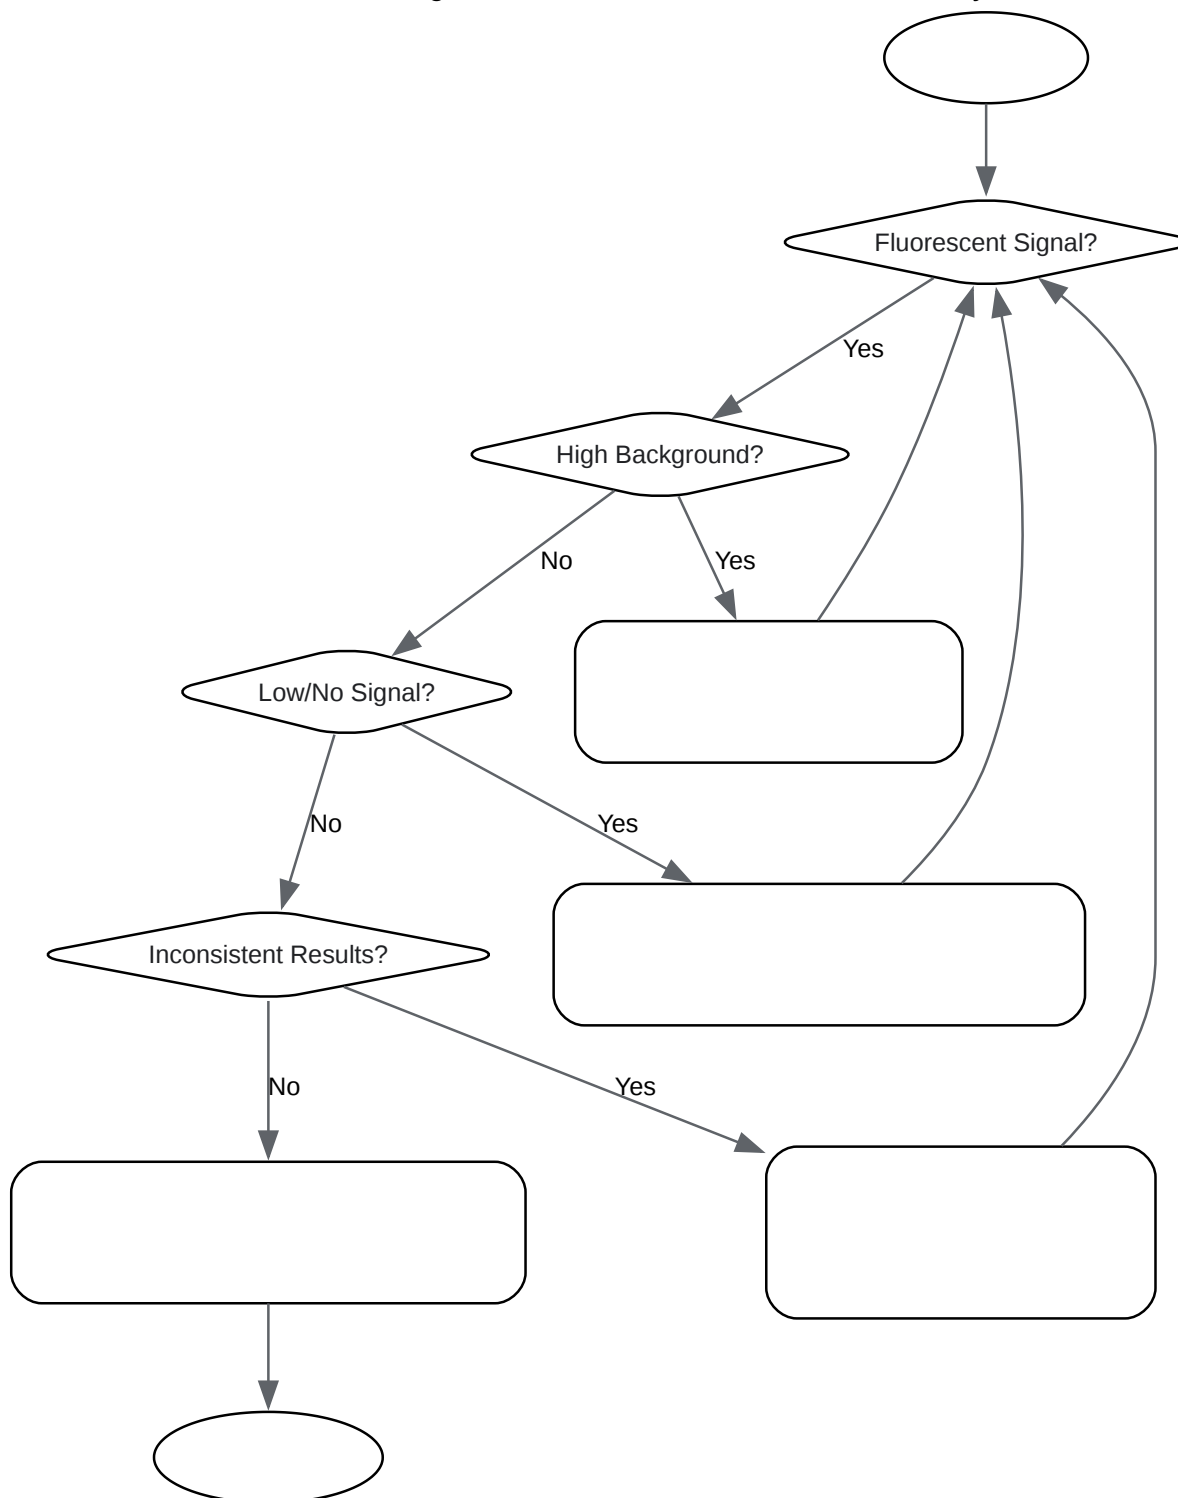 Fluorescent Signal?
Yes
High Background?
No
Yes
Low/No Signal?
No
Yes
Inconsistent Results?
No
Yes